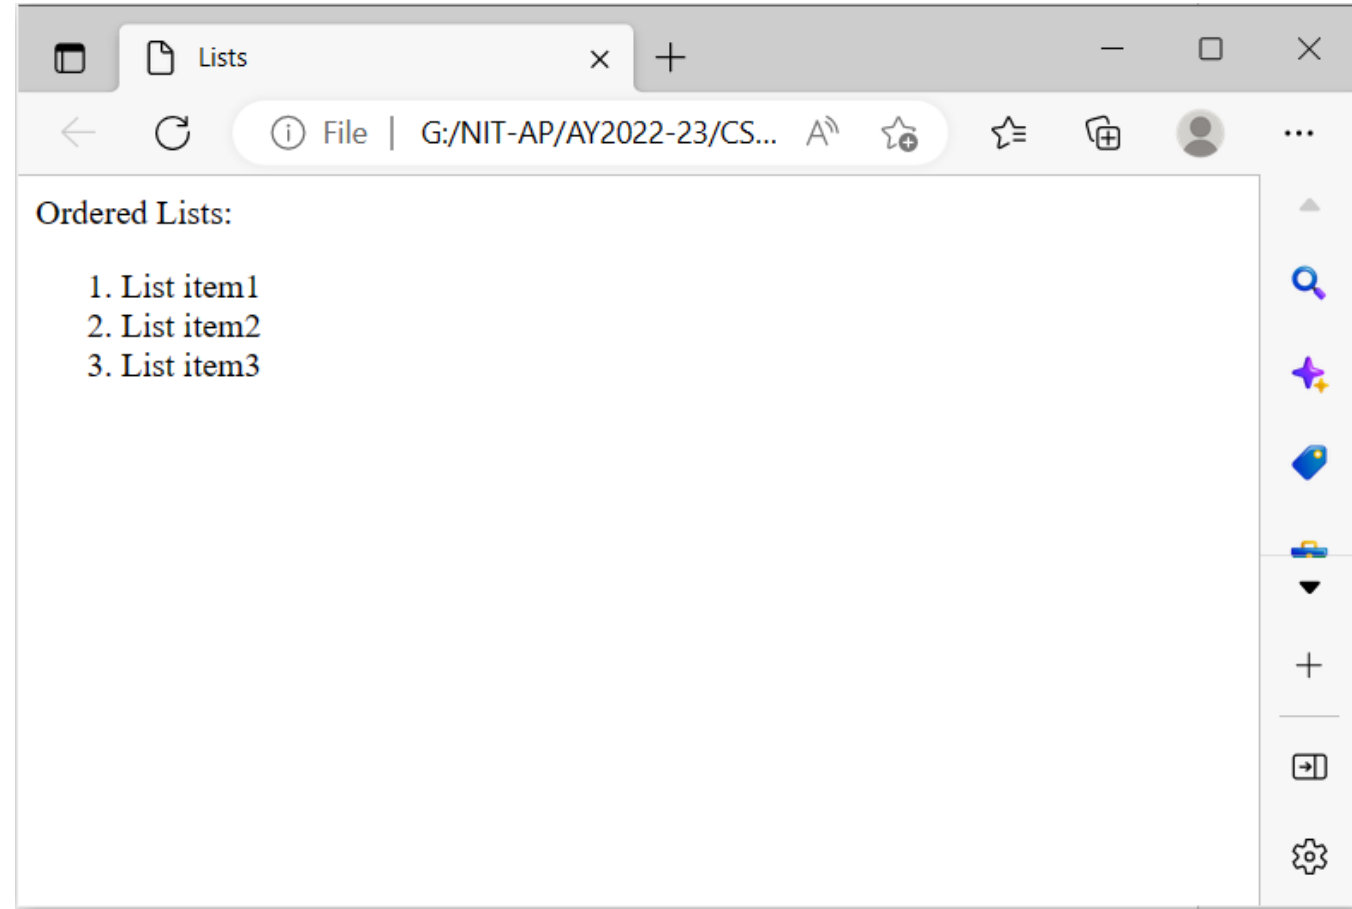 Lists
File | G:/NIT-AP/AY2022-23/CS...
Ordered Lists:
1. List item1
2. List item2
3. List item3